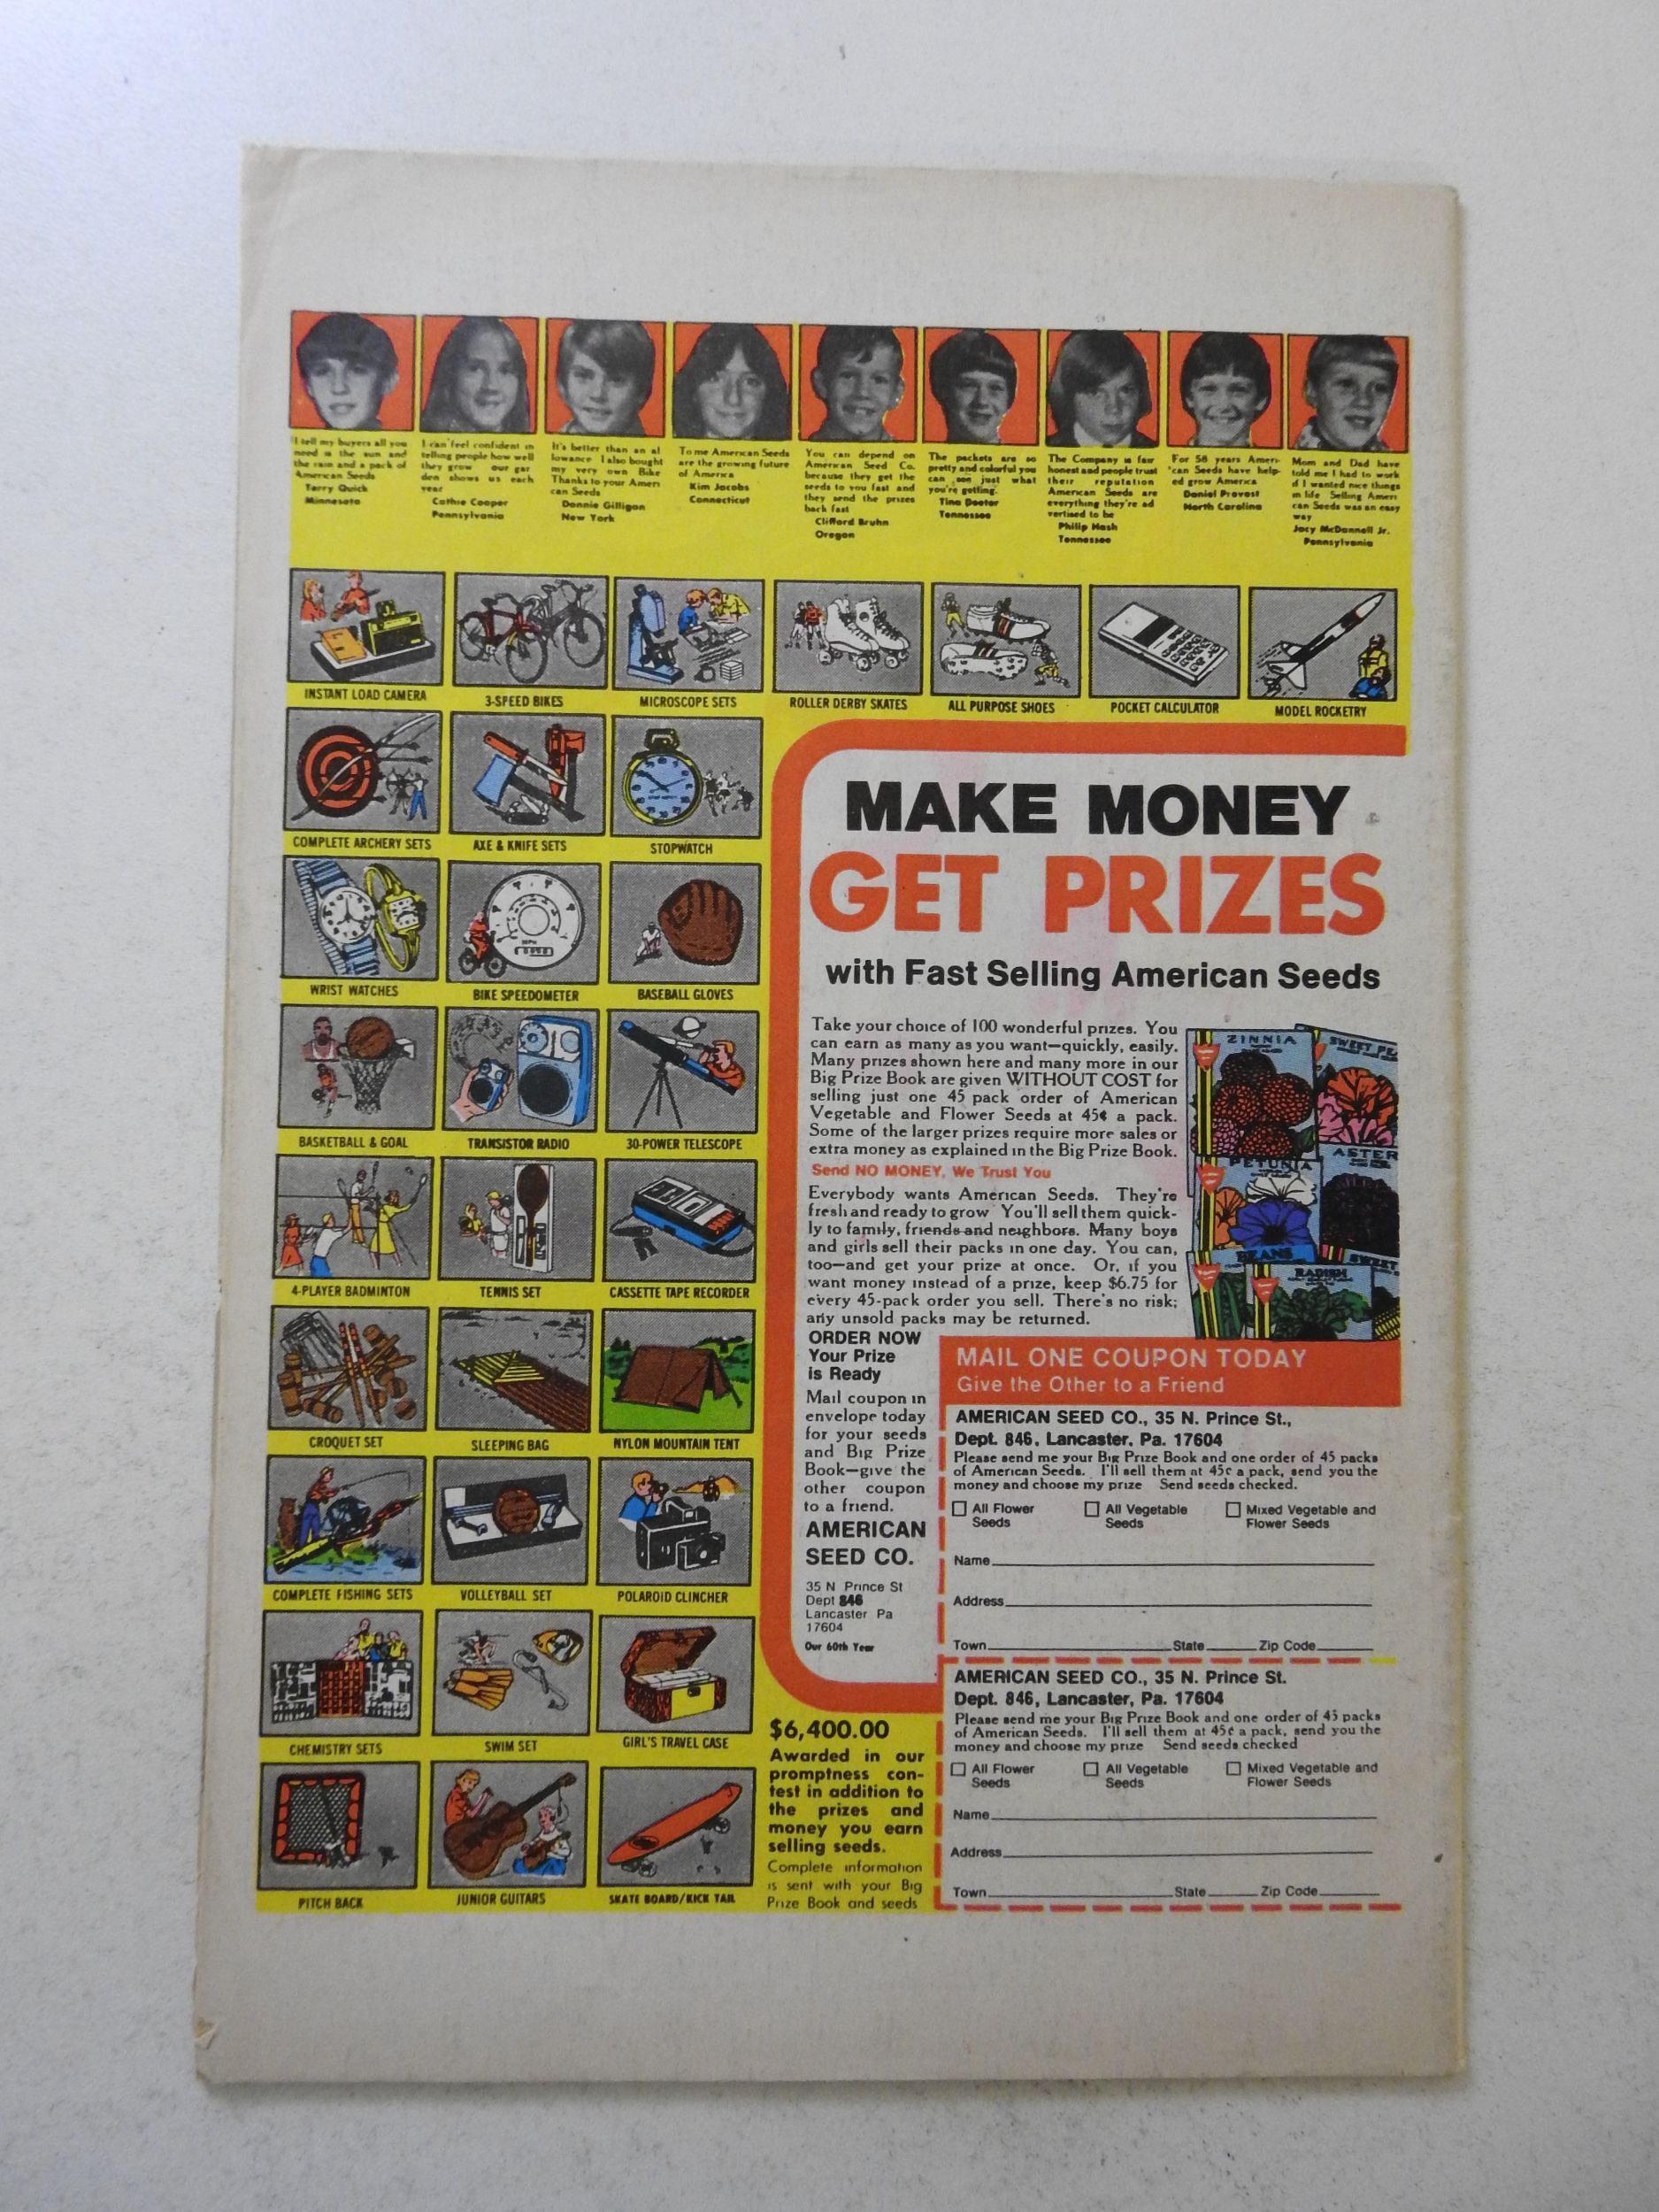 I tell my buyers all you
need is the sun and
the rain and a pack of
American Seeds
Terry Quick
Minnesota
I can feel confident in
telling people how well
they grow our gar
den shows us each
year
Cathie Cooper
Pennsylvania
It's better than an al
lowance I also bought
my very own Bike
Thanks to your Ameri
can Seeds
Donnie Gilligan
New York
To me American Seeds
are the growing future
of America
Kim Jacobs
Connecticut
You can depend on
American Seed Co.
because they get the
seeds to you fast and
they send the prizes
back fast
Clifford Bruhn
Oregon
The packets are so
pretty and colorful you
can see just what
you're getting.
Tina Deeter
Tennessee
The Company is fair
honest and people trust
their reputation
American Seeds are
everything they're ad
vertised to be
Philip Hash
Tennessee
For 58 years Ameri-
can Seeds have help-
ed grow America
Daniel Provost
North Carolina
Mom and Dad have
told me I had to work
if I wanted nice things
in life Selling Ameri
can Seeds was an easy
way
Jacy McDonnell Jr.
Pennsylvania
INSTANT LOAD CAMERA
3-SPEED BIKES
MICROSCOPE SETS
ROLLER DERBY SKATES
ALL PURPOSE SHOES
POCKET CALCULATOR
MODEL ROCKETRY
COMPLETE ARCHERY SETS
AXE & KNIFE SETS
STOPWATCH
WRIST WATCHES
MPH
BIKE SPEEDOMETER
BASEBALL GLOVES
BASKETBALL & GOAL
TRANSISTOR RADIO
30-POWER TELESCOPE
4-PLAYER BADMINTON
TENNIS SET
CASSETTE TAPE RECORDER
CROQUET SET
SLEEPING BAG
NYLON MOUNTAIN TENT
COMPLETE FISHING SETS
VOLLEYBALL SET
POLAROID CLINCHER
CHEMISTRY SETS
SWIM SET
GIRL'S TRAVEL CASE
PITCH BACK
JUNIOR GUITARS
SKATE BOARD/KICK TAIL
MAKE MONEY
GET PRIZES
with Fast Selling American Seeds
Take your choice of 100 wonderful prizes. You
can earn as many as you want—quickly, easily.
Many prizes shown here and many more in our
Big Prize Book are given WITHOUT COST for
selling just one 45 pack order of American
Vegetable and Flower Seeds at 45¢ a pack.
Some of the larger prizes require more sales or
extra money as explained in the Big Prize Book.
Send NO MONEY, We Trust You
Everybody wants American Seeds. They're
fresh and ready to grow You'll sell them quick-
ly to family, friends and neighbors. Many boys
and girls sell their packs in one day. You can,
too—and get your prize at once. Or, if you
want money instead of a prize, keep $6.75 for
every 45-pack order you sell. There's no risk;
any unsold packs may be returned.
ZINNIA
SWEET PE
PETUNIA
ASTER
BEANS
SWEET
RADISH
ORDER NOW
Your Prize
is Ready
Mail coupon in
envelope today
for your seeds
and Big Prize
Book—give the
other coupon
to a friend.
AMERICAN
SEED CO.
35 N Prince St
Dept 846
Lancaster Pa
17604
Our 60th Year
MAIL ONE COUPON TODAY
Give the Other to a Friend
AMERICAN SEED CO., 35 N. Prince St.,
Dept. 846, Lancaster, Pa. 17604
Please send me your Big Prize Book and one order of 45 packs
of American Seeds. I'll sell them at 45¢ a pack, send you the
money and choose my prize Send seeds checked.
All Flower Seeds
All Vegetable Seeds
Mixed Vegetable and Flower Seeds
Name
Address
Town State Zip Code
AMERICAN SEED CO., 35 N. Prince St.
Dept. 846, Lancaster, Pa. 17604
Please send me your Big Prize Book and one order of 45 packs
of American Seeds. I'll sell them at 45¢ a pack, send you the
money and choose my prize Send seeds checked
All Flower Seeds
All Vegetable Seeds
Mixed Vegetable and Flower Seeds
Name
Address
Town State Zip Code
$6,400.00
Awarded in our
promptness con-
test in addition to
the prizes and
money you earn
selling seeds.
Complete information
is sent with your Big
Prize Book and seeds